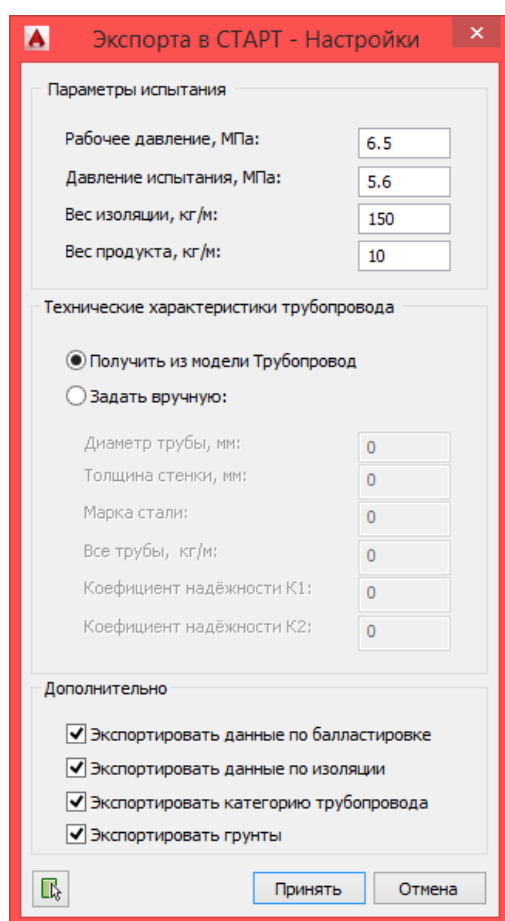 Экспорта в СТАРТ - Настройки
Параметры испытания
Рабочее давление, МПа: 6.5
Давление испытания, МПа: 5.6
Вес изоляции, кг/м: 150
Вес продукта, кг/м: 10
Технические характеристики трубопровода
Получить из модели Трубопровод
Задать вручную:
Диаметр трубы, мм: 0
Толщина стенки, мм: 0
Марка стали: 0
Все трубы, кг/м: 0
Коефициент надёжности К1: 0
Коефициент надёжности К2: 0
Дополнительно
Экспортировать данные по балластировке
Экспортировать данные по изоляции
Экспортировать категорию трубопровода
Экспортировать грунты
Принять Отмена